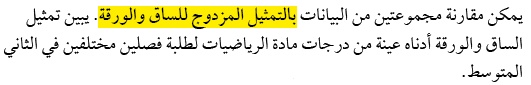 يمكن مقارنة مجموعتين من البيانات بالتمثيل المزدوج للساق والورقة. يبين تمثيل
الساق والورقة أدناه عينة من درجات مادة الرياضيات لطلبة فصلين مختلفين في الثاني
المتوسط.